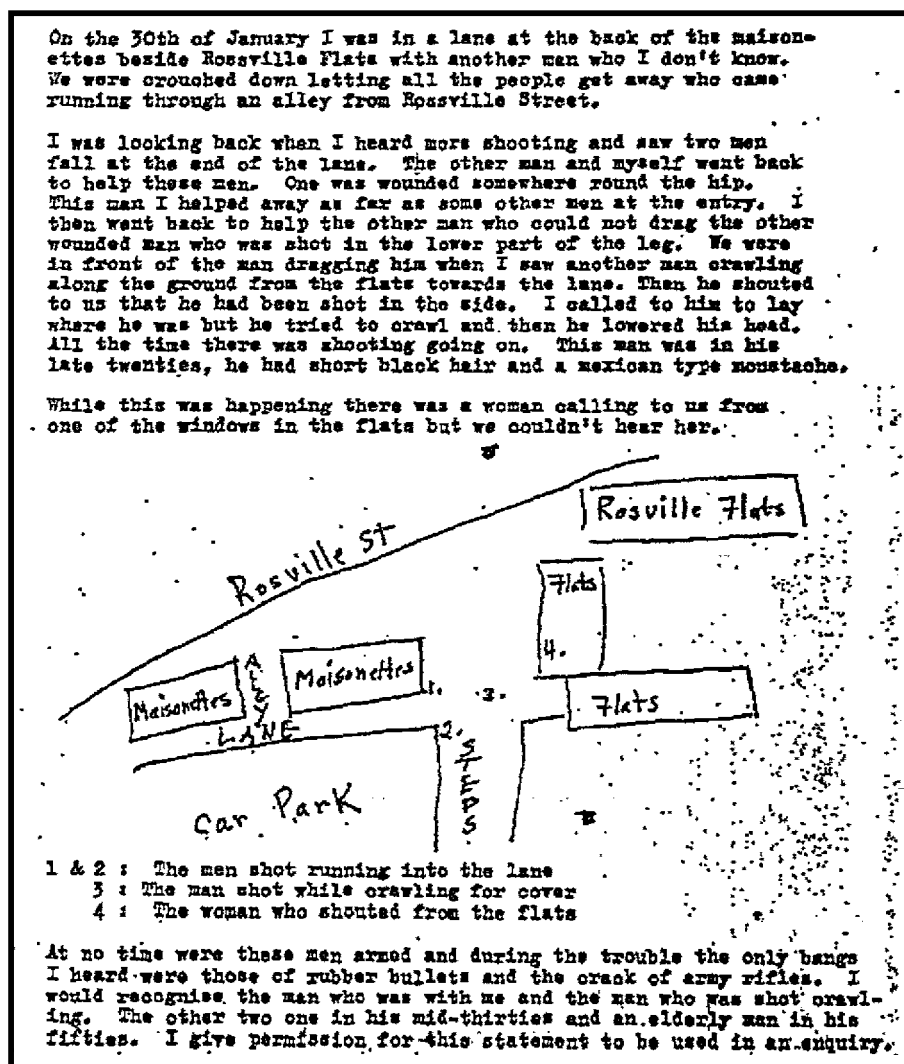 On the 30th of January I was in a lane at the back of the maison-
ettes beside Rossville Flats with another man who I don't know.
We were crouched down letting all the people get away who came
running through an alley from Rossville Street.
I was looking back when I heard more shooting and saw two men
fall at the end of the lane. The other man and myself went back
to help these men. One was wounded somewhere round the hip.
This man I helped away as far as some other men at the entry. I
then went back to help the other man who could not drag the other
wounded man who was shot in the lower part of the leg. We were
in front of the man dragging him when I saw another man crawling
along the ground from the flats towards the lane. Then he shouted
to us that he had been shot in the side. I called to him to lay
where he was but he tried to crawl and then he lowered his head.
All the time there was shooting going on. This man was in his
late twenties, he had short black hair and a mexican type moustache.
While this was happening there was a woman calling to us from
one of the windows in the flats but we couldn't hear her.
Rosville Flats
Rosville St
Flats
4.
Maisonettes
ALLEY
Maisonettes
1.
3.
Flats
LANE
2.
STEPS
Car Park
1 & 2 : The men shot running into the lane
3 : The man shot while crawling for cover
4 : The woman who shouted from the flats
At no time were these men armed and during the trouble the only bangs
I heard were those of rubber bullets and the crack of army rifles. I
would recognise the man who was with me and the man who was shot crawl-
ing. The other two one in his mid-thirties and an elderly man in his
fifties. I give permission for this statement to be used in an enquiry.